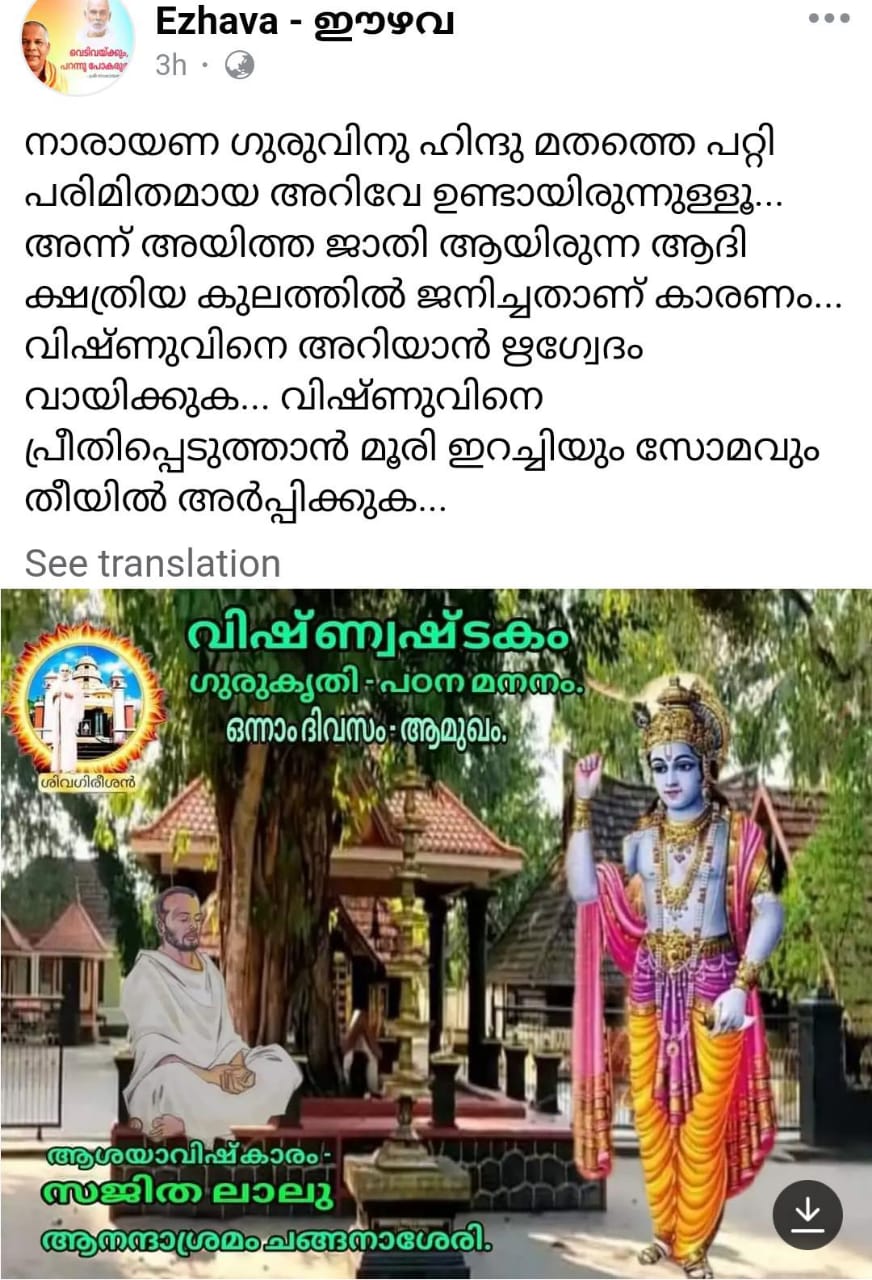 Ezhava - ഈഴവ
വെടിവയ്ക്കും,
3h ·
നാരായണ ഗുരുവിനു ഹിന്ദു മതത്തെ പറ്റി
പരിമിതമായ അറിവേ ഉണ്ടായിരുന്നുള്ളൂ...
അന്ന് അയിത്ത ജാതി ആയിരുന്ന ആദി
ക്ഷത്രിയ കുലത്തിൽ ജനിച്ചതാണ് കാരണം...
വിഷ്ണുവിനെ അറിയാൻ ഋഗ്വേദം
വായിക്കുക... വിഷ്ണുവിനെ
പ്രീതിപ്പെടുത്താൻ മൂരി ഇറച്ചിയും സോമവും
തീയിൽ അർപ്പിക്കുക...
See translation
വിഷ്ണ്വഷ്ടകം
ഗുരുകൃതി - പഠന മനനം.
ഒന്നാം ദിവസം : ആമുഖം.
ശിവഗിരീശൻ
ആശയാവിഷ്കാരം :-
സജിത ലാലു
ആനന്ദാശ്രമം ചങ്ങനാശേരി.